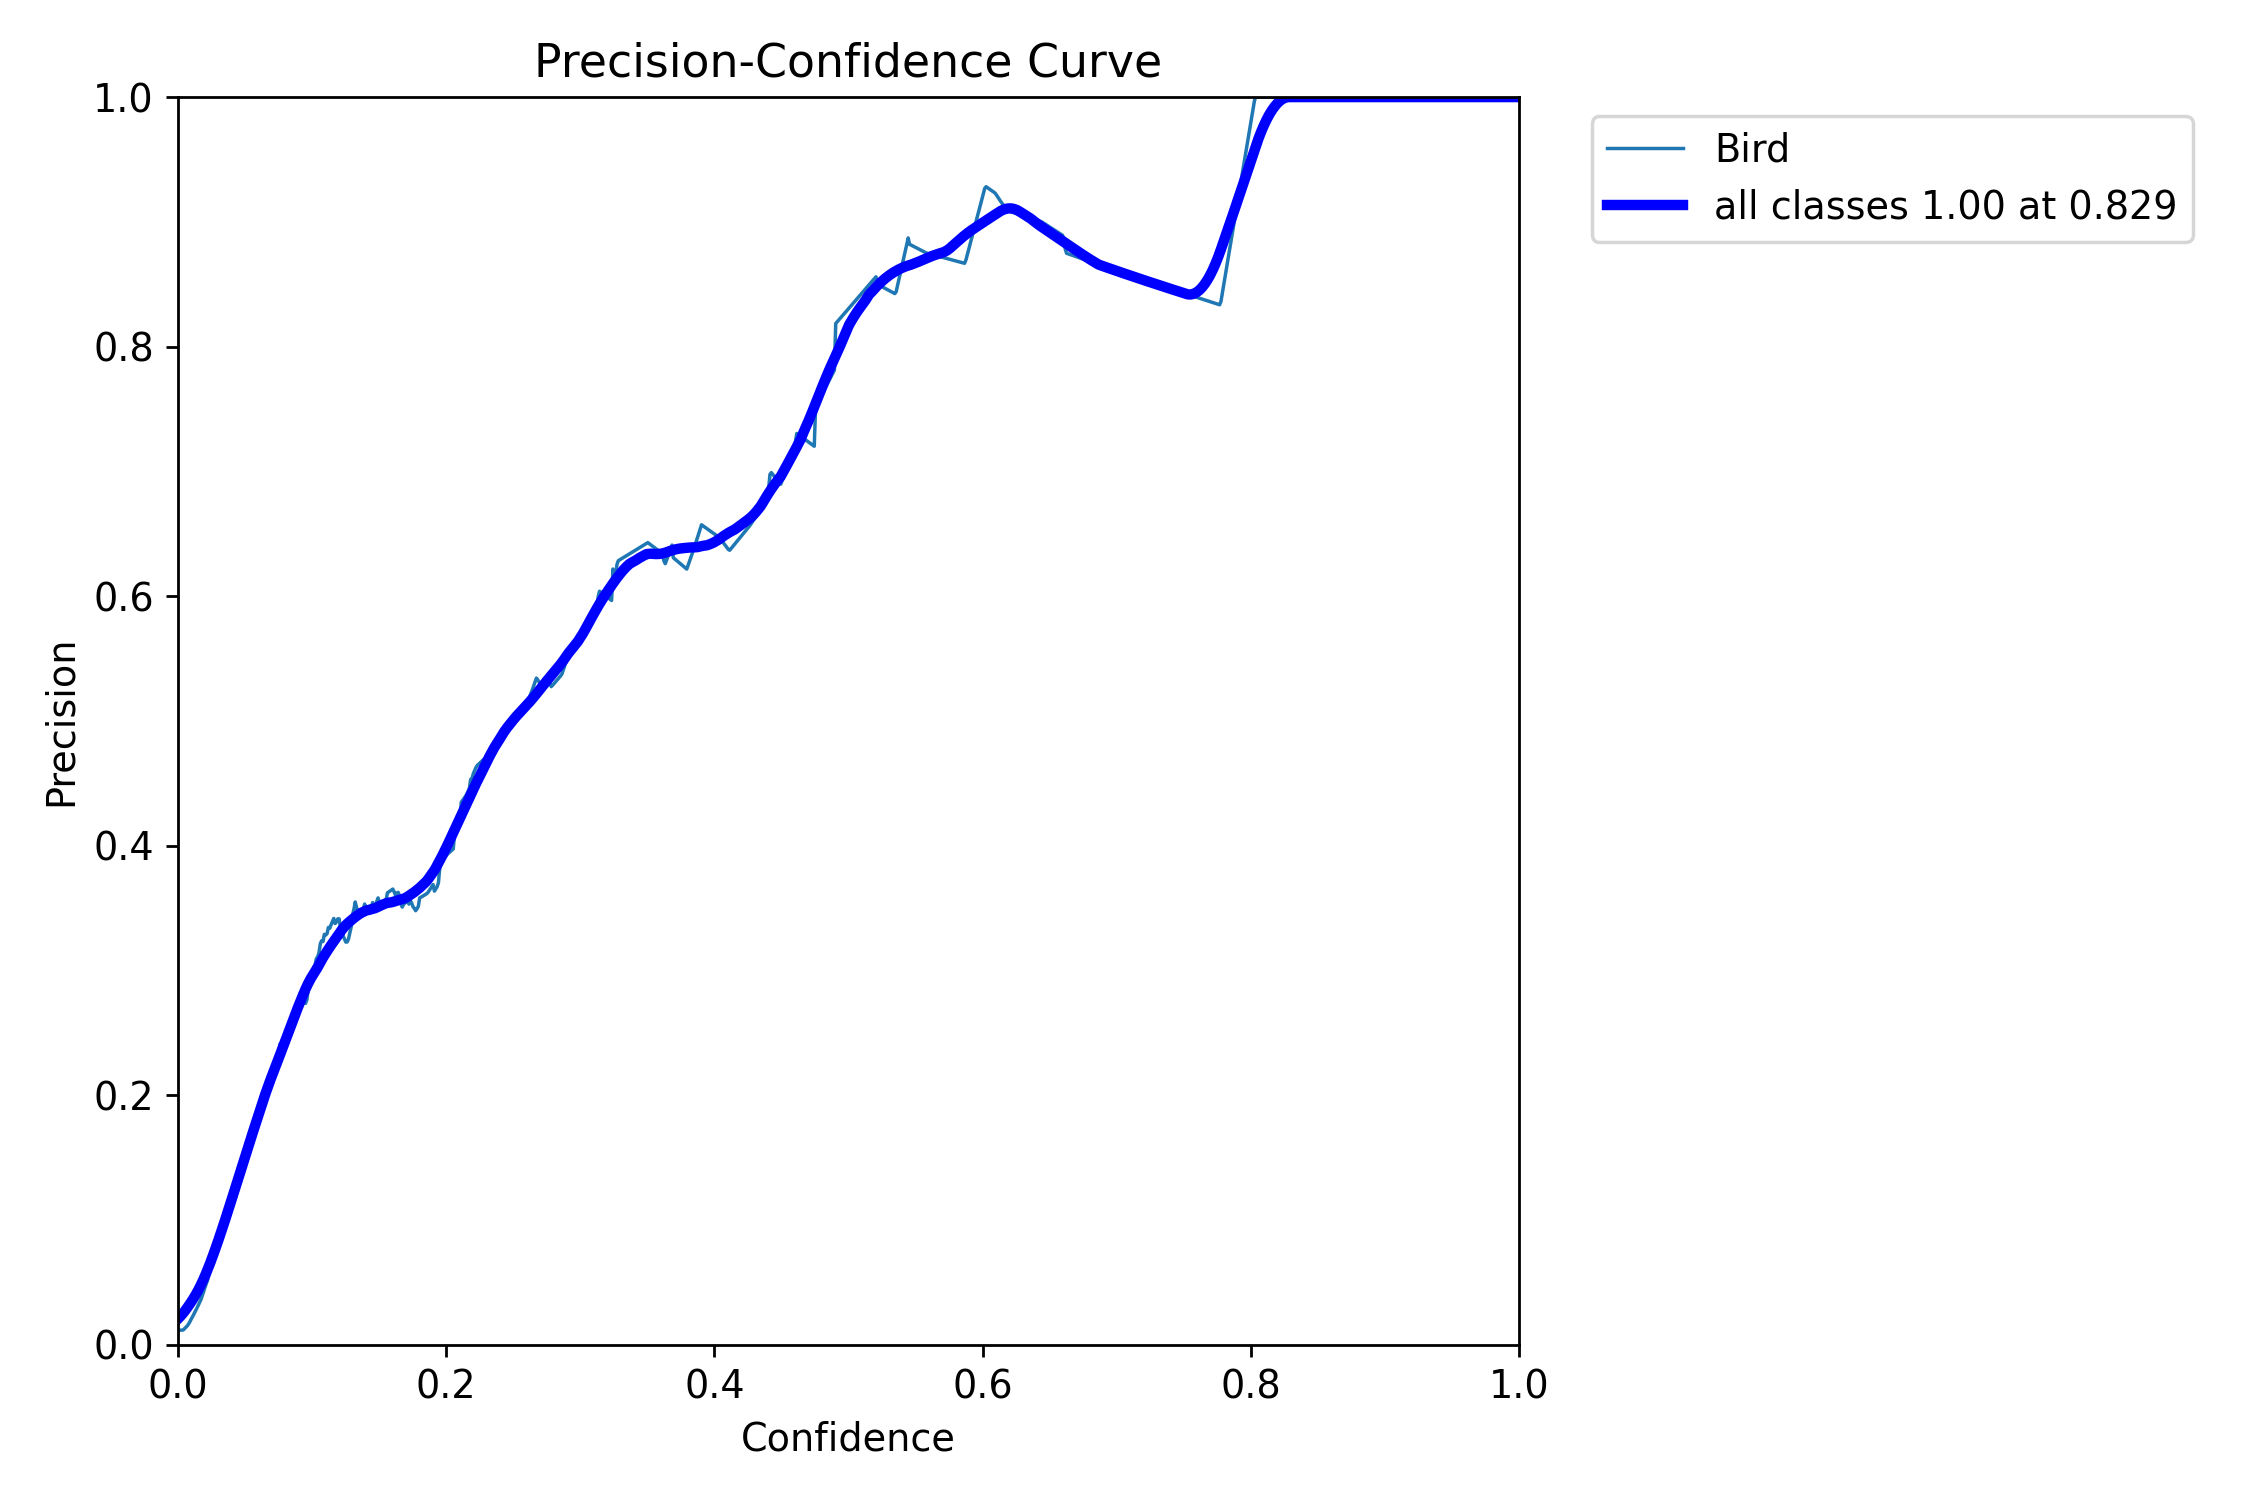 Precision-Confidence Curve
1.0
0.8
0.6
0.4
0.2
0.0
Precision
0.0 0.2 0.4 0.6 0.8 1.0
Confidence
Bird
all classes 1.00 at 0.829